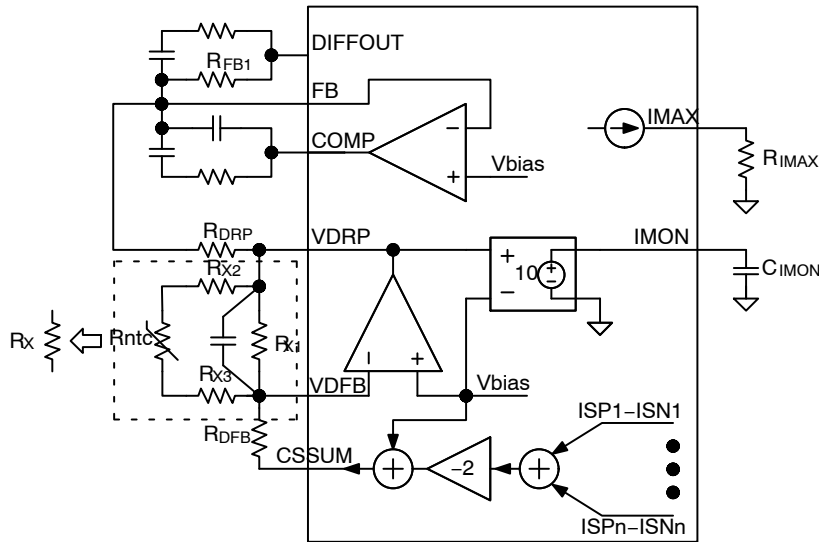 DIFFOUT
RFB1
FB
COMP
−
+
Vbias
IMAX
RIMAX
RDRP
VDRP
IMON
RX2
+
10
+
−
−
CIMON
RX
Rntc
RX1
−
+
RX3
VDFB
Vbias
RDFB
CSSUM
+
−2
+
ISP1−ISN1
ISPn−ISNn